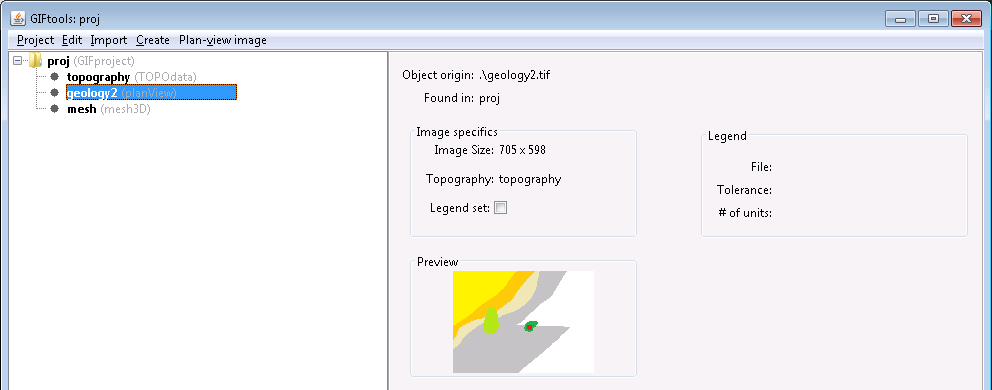 GIFtools: proj
Project Edit Import Create Plan-view image
proj (GIFproject)
topography (TOPOdata)
geology2 (planView)
mesh (mesh3D)
Object origin: .\geology2.tif
Found in: proj
Image specifics
Image Size: 705 x 598
Topography: topography
Legend set:
Legend
File:
Tolerance:
# of units:
Preview